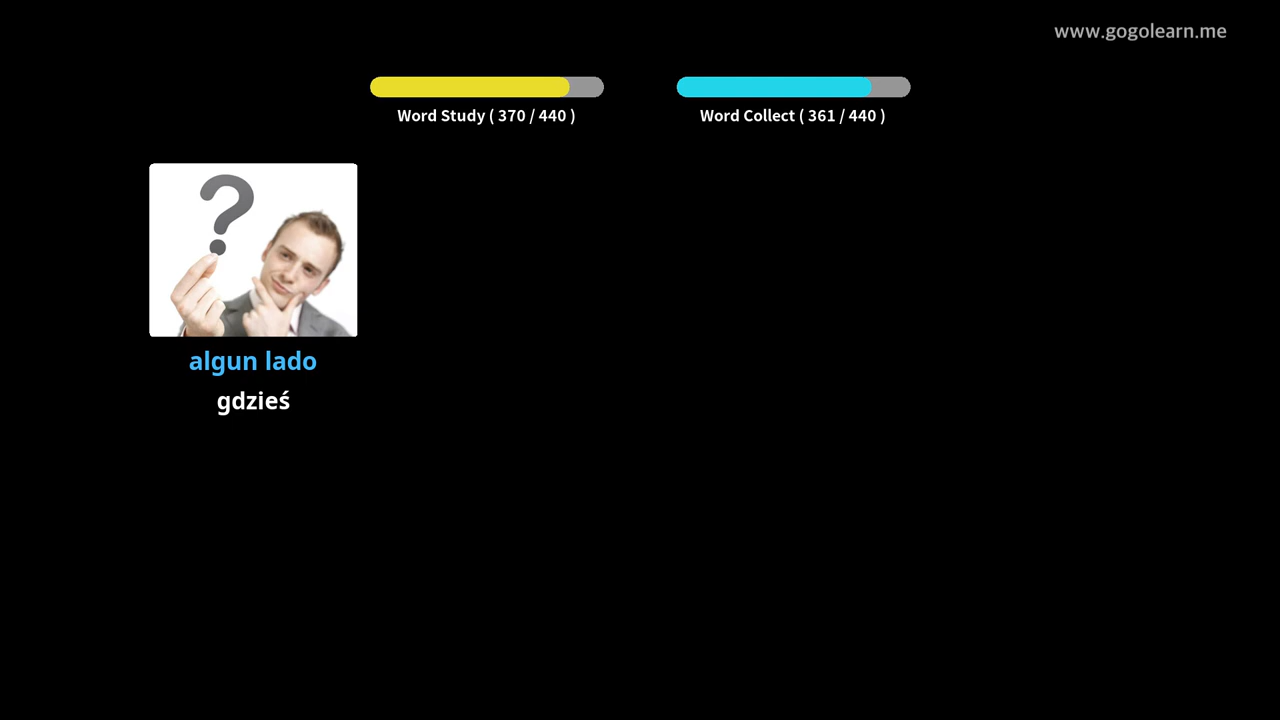 www.gogolearn.me
Word Study ( 370 / 440 )
Word Collect ( 361 / 440 )
?
algun lado
gdzieś